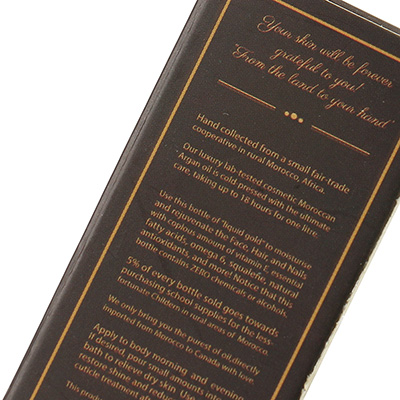 Your skin will be forever
grateful to you!
From the land to your hand
Hand collected from a small fair-trade
cooperative in rural Morocco, Africa.
Our luxury lab-tested cosmetic Moroccan
Argan oil is cold pressed with the ultimate
care, taking up to 18 hours for one litre.
Use this bottle of "liquid gold" to moisturise
and rejuvenate the Face, Hair, and Nails
with copious amount of vitamin E, essential
fatty acids, omega 6, squalefe, natural
antioxidants, and more! Notice that this
bottle contains ZERO chemicals or alcohols.
5% of every bottle sold goes towards
purchasing school supplies for the less-
fortunate Children in rural areas of Morocco.
We only bring you the purest of oil, directly
imported from Morocco to Canada with love.
Apply to body morning and evening
If desired, pour small amounts into
bath to believe dry skin. Use
restore shine and reduce
cuticle treatment
This produ